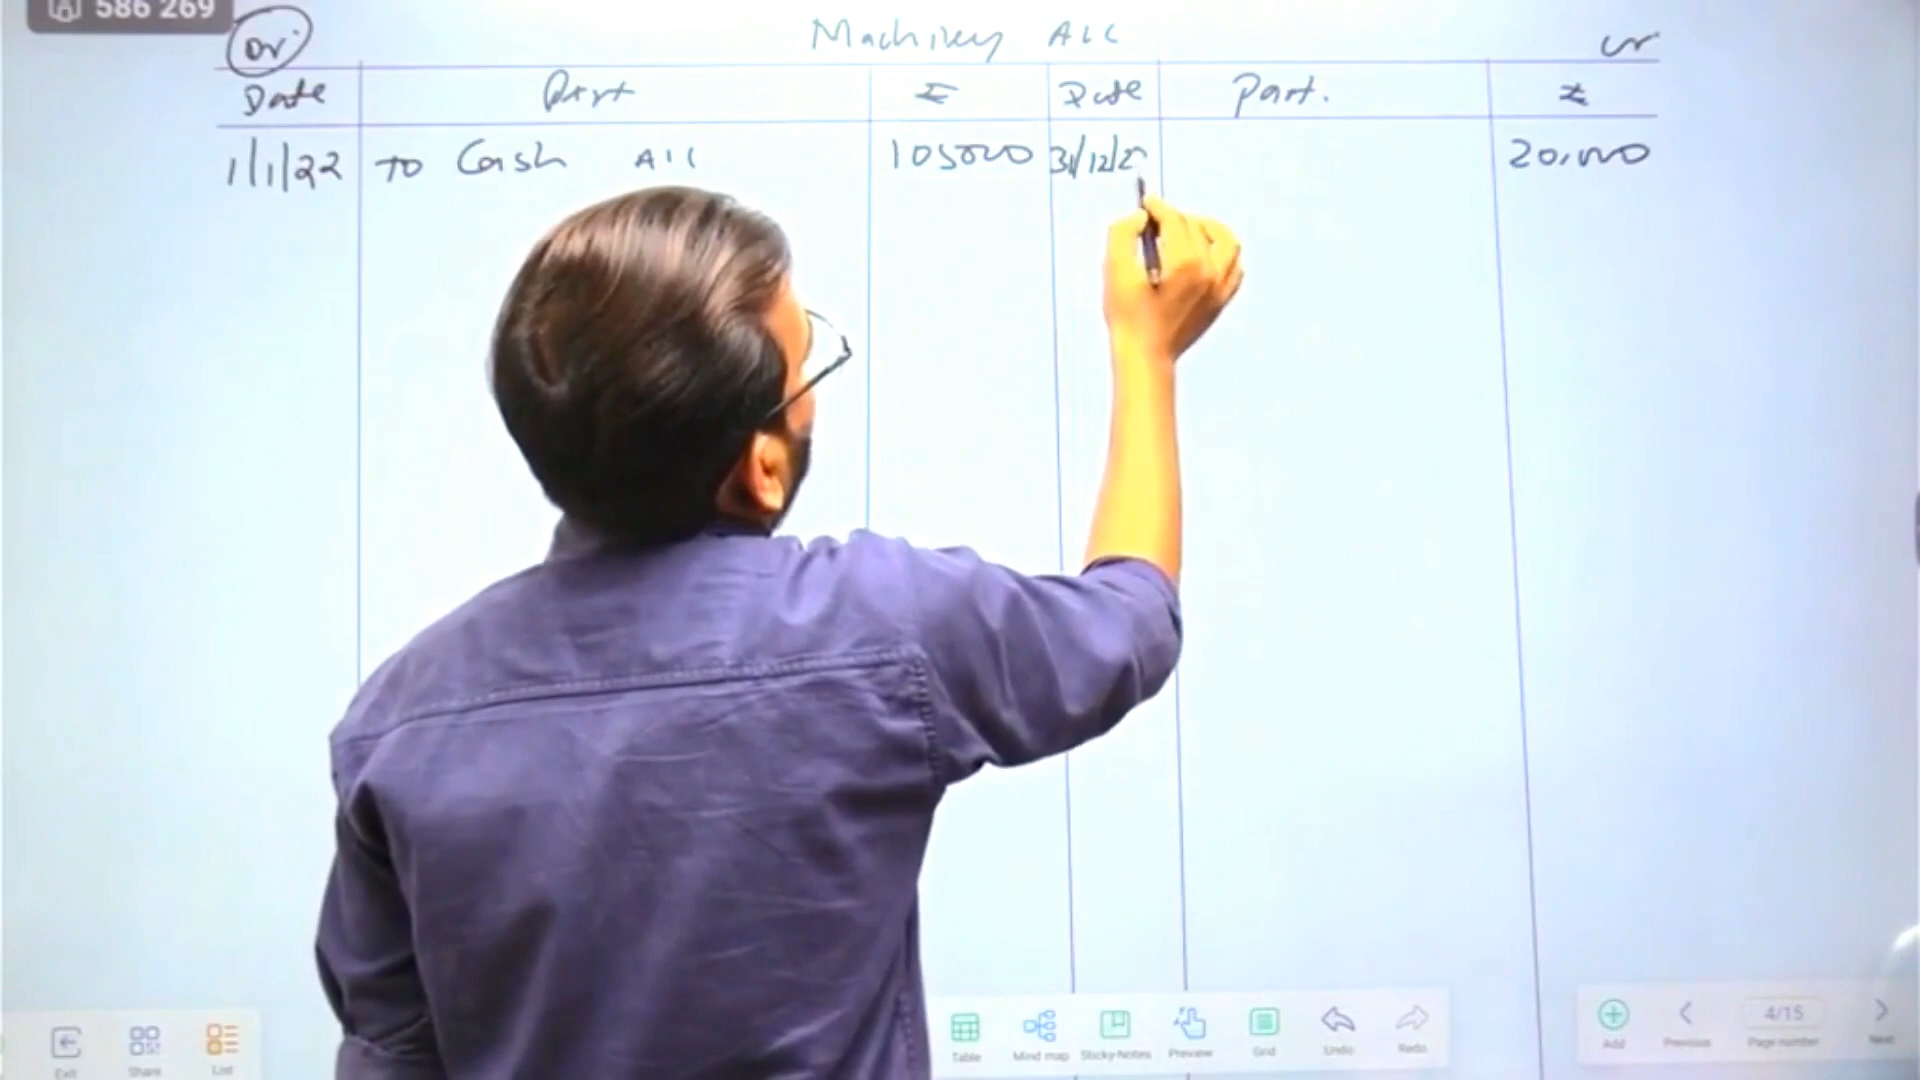 586 269
Machinery A/C
Dr.
Cr
Date Part ₹ Date Part. ₹
1/1/22 To Cash A/C 105000 31/12/2 20,000
Exit Share List
Table Mind map Sticky-Notes Preview Grid Undo Redo
Add Previous 4/15 Page number Next